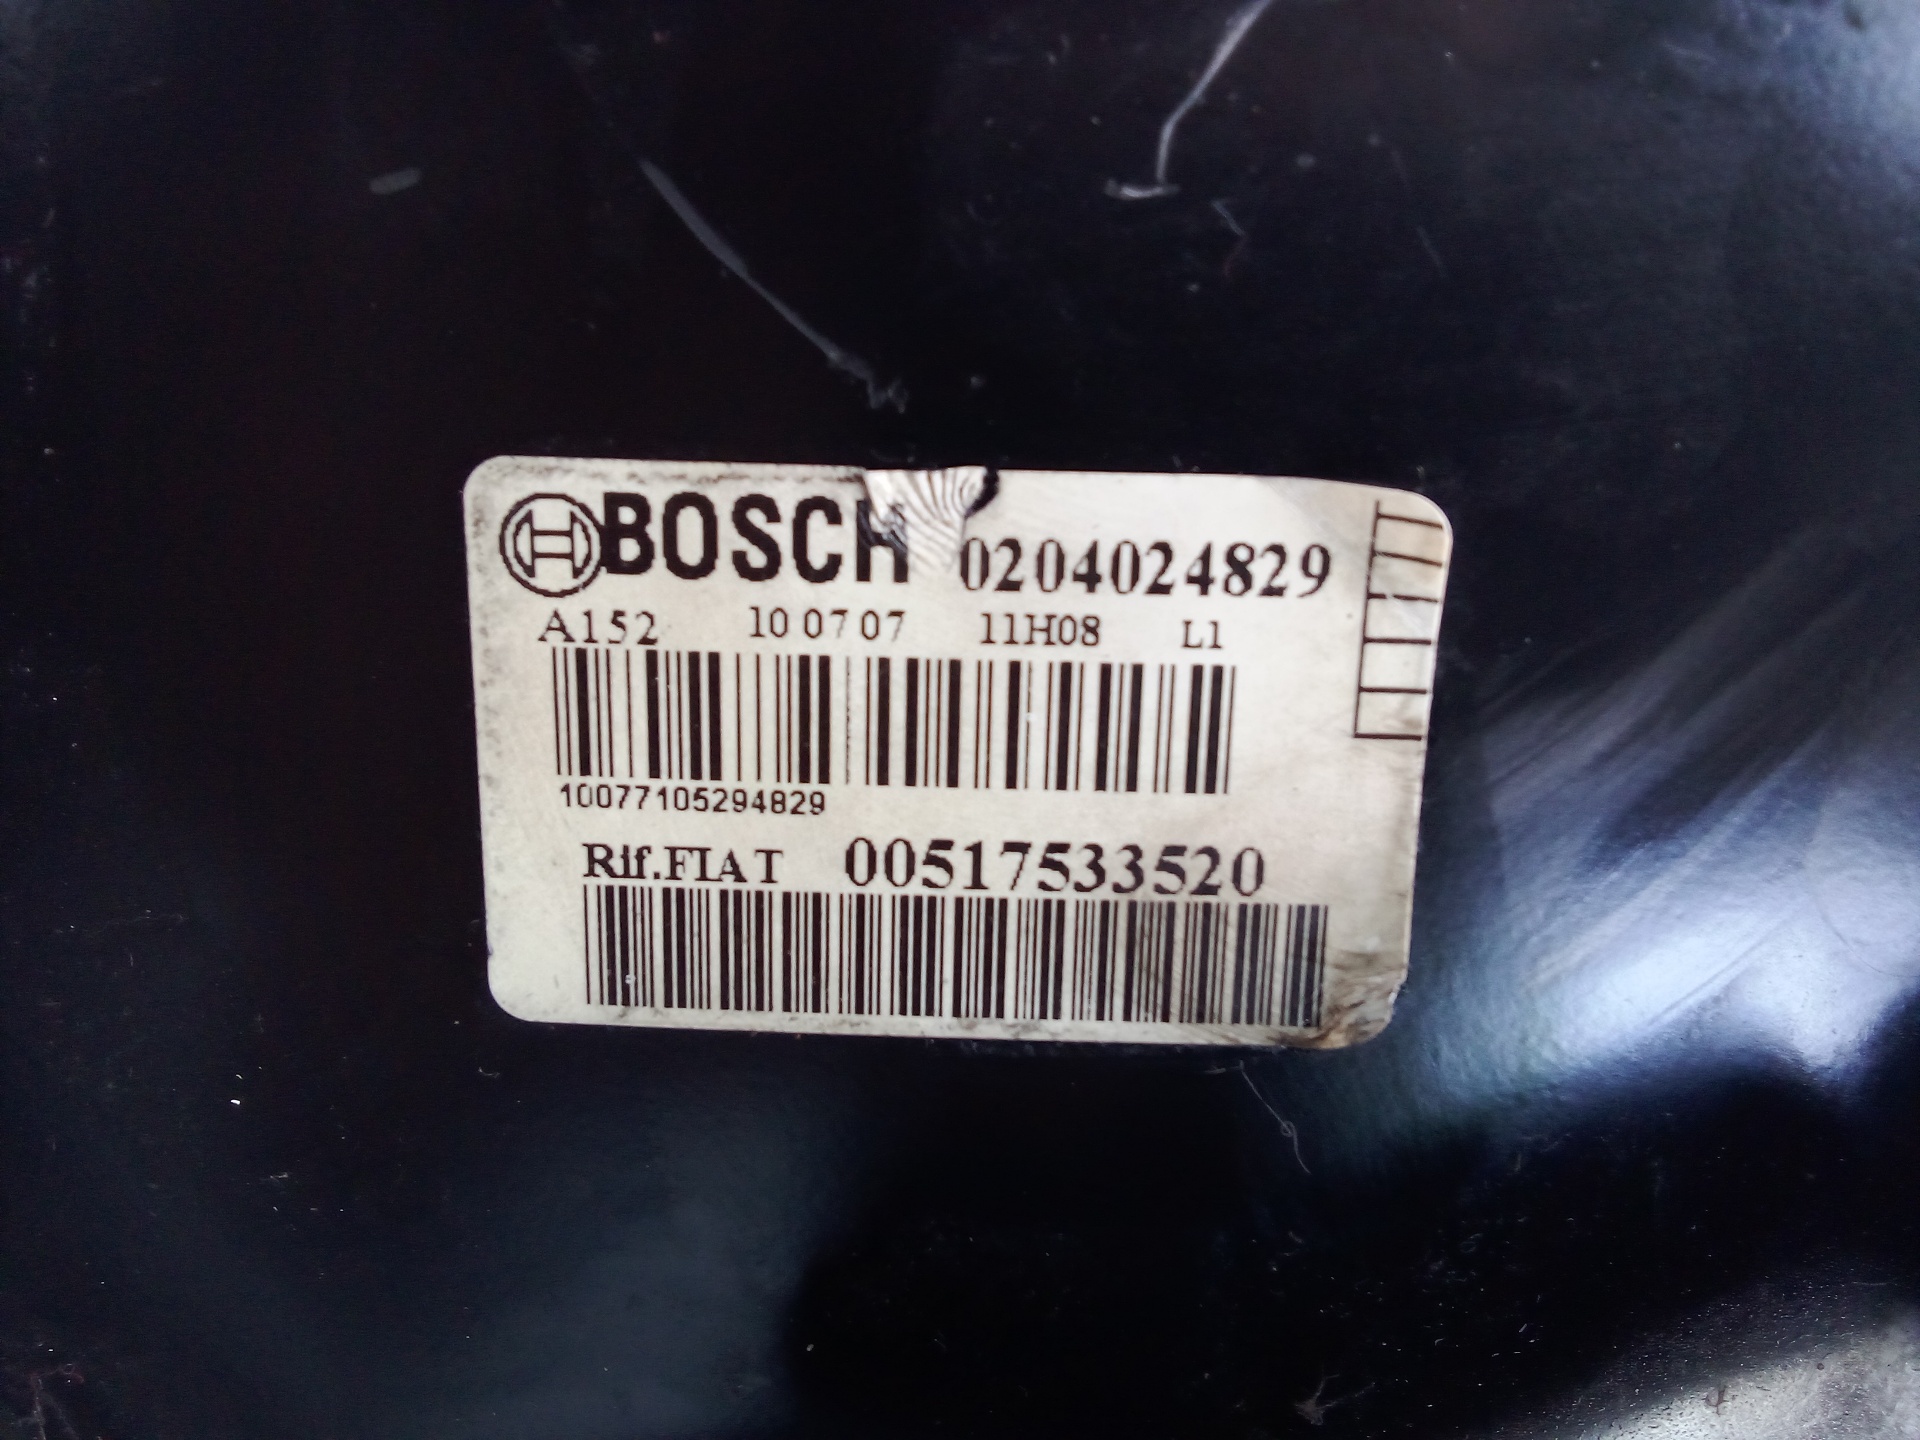 BOSCH 0204024829
A152 10 07 07 11H08 L1
10077105294829
Rif.FIAT 00517533520